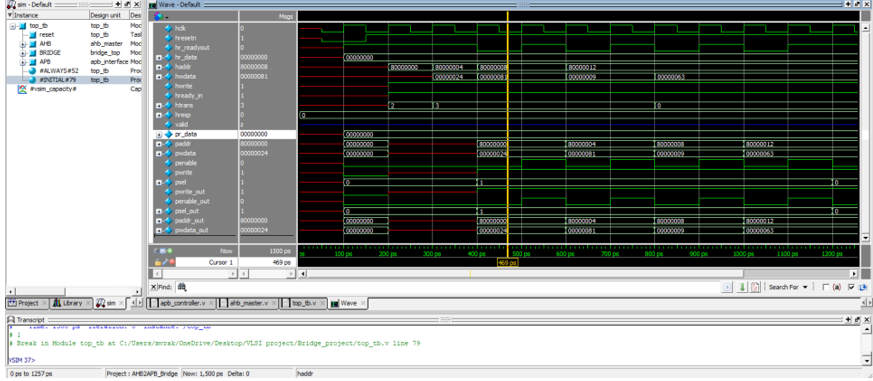 sim - Default
Wave - Default
Instance Design unit Des
top_tb top_tb Mod
reset top_tb Tas
AHB ahb_master Mod
BRIDGE bridge_top Mod
APB apb_interface Mod
#ALWAYS#52 top_tb Pro
#INITIAL#79 top_tb Pro
#vsim_capacity# Cap
Msgs
hclk 0
hresetn 1
hr_readyout 0
hr_data 00000000 00000000
haddr 80000008 80000000 80000004 80000008 80000012
hwdata 00000081 00000024 00000081 00000009 00000063
hwrite 1
hready_in 1
htrans 3 2 3 0
hresp 0 0
valid z
pr_data 00000000 00000000
paddr 80000000 00000000 80000000 80000004 80000008 80000012
pwdata 00000024 00000000 00000024 00000081 00000009 00000063
penable 0
pwrite 1
psel 1 0 1 0
pwrite_out 1
penable_out 0
psel_out 1 0 1 0
paddr_out 80000000 00000000 80000000 80000004 80000008 80000012
pwdata_out 00000024 00000000 00000024 00000081 00000009 00000063
Now 1500 ps ps 100 ps 200 ps 300 ps 400 ps 500 ps 600 ps 700 ps 800 ps 900 ps 1000 ps 1100 ps 1200 ps
Cursor 1 469 ps 469 ps
Find: Search For (a)
Project Library sim apb_controller.v ahb_master.v top_tb.v Wave
Transcript
# Time: 1500 ps Iteration: 0 Instance: /top_tb
# 1
# Break in Module top_tb at C:/Users/mvrak/OneDrive/Desktop/VLSI project/Bridge_project/top_tb.v line 79
VSIM 37>
0 ps to 1257 ps Project : AHB2APB_Bridge Now: 1,500 ps Delta: 0 haddr